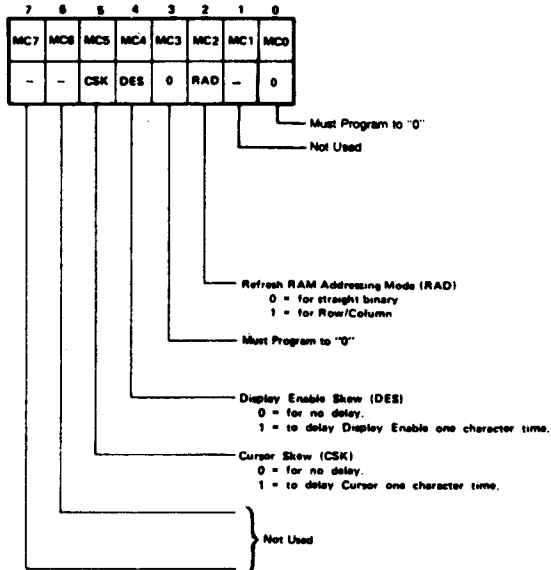 7 6 5 4 3 2 1 0
MC7 MC6 MC5 MC4 MC3 MC2 MC1 MC0
– – CSK DES 0 RAD – 0
Must Program to "0"
Not Used
Refresh RAM Addressing Mode (RAD)
0 = for straight binary
1 = for Row/Column
Must Program to "0"
Display Enable Skew (DES)
0 = for no delay.
1 = to delay Display Enable one character time.
Cursor Skew (CSK)
0 = for no delay.
1 = to delay Cursor one character time.
Not Used